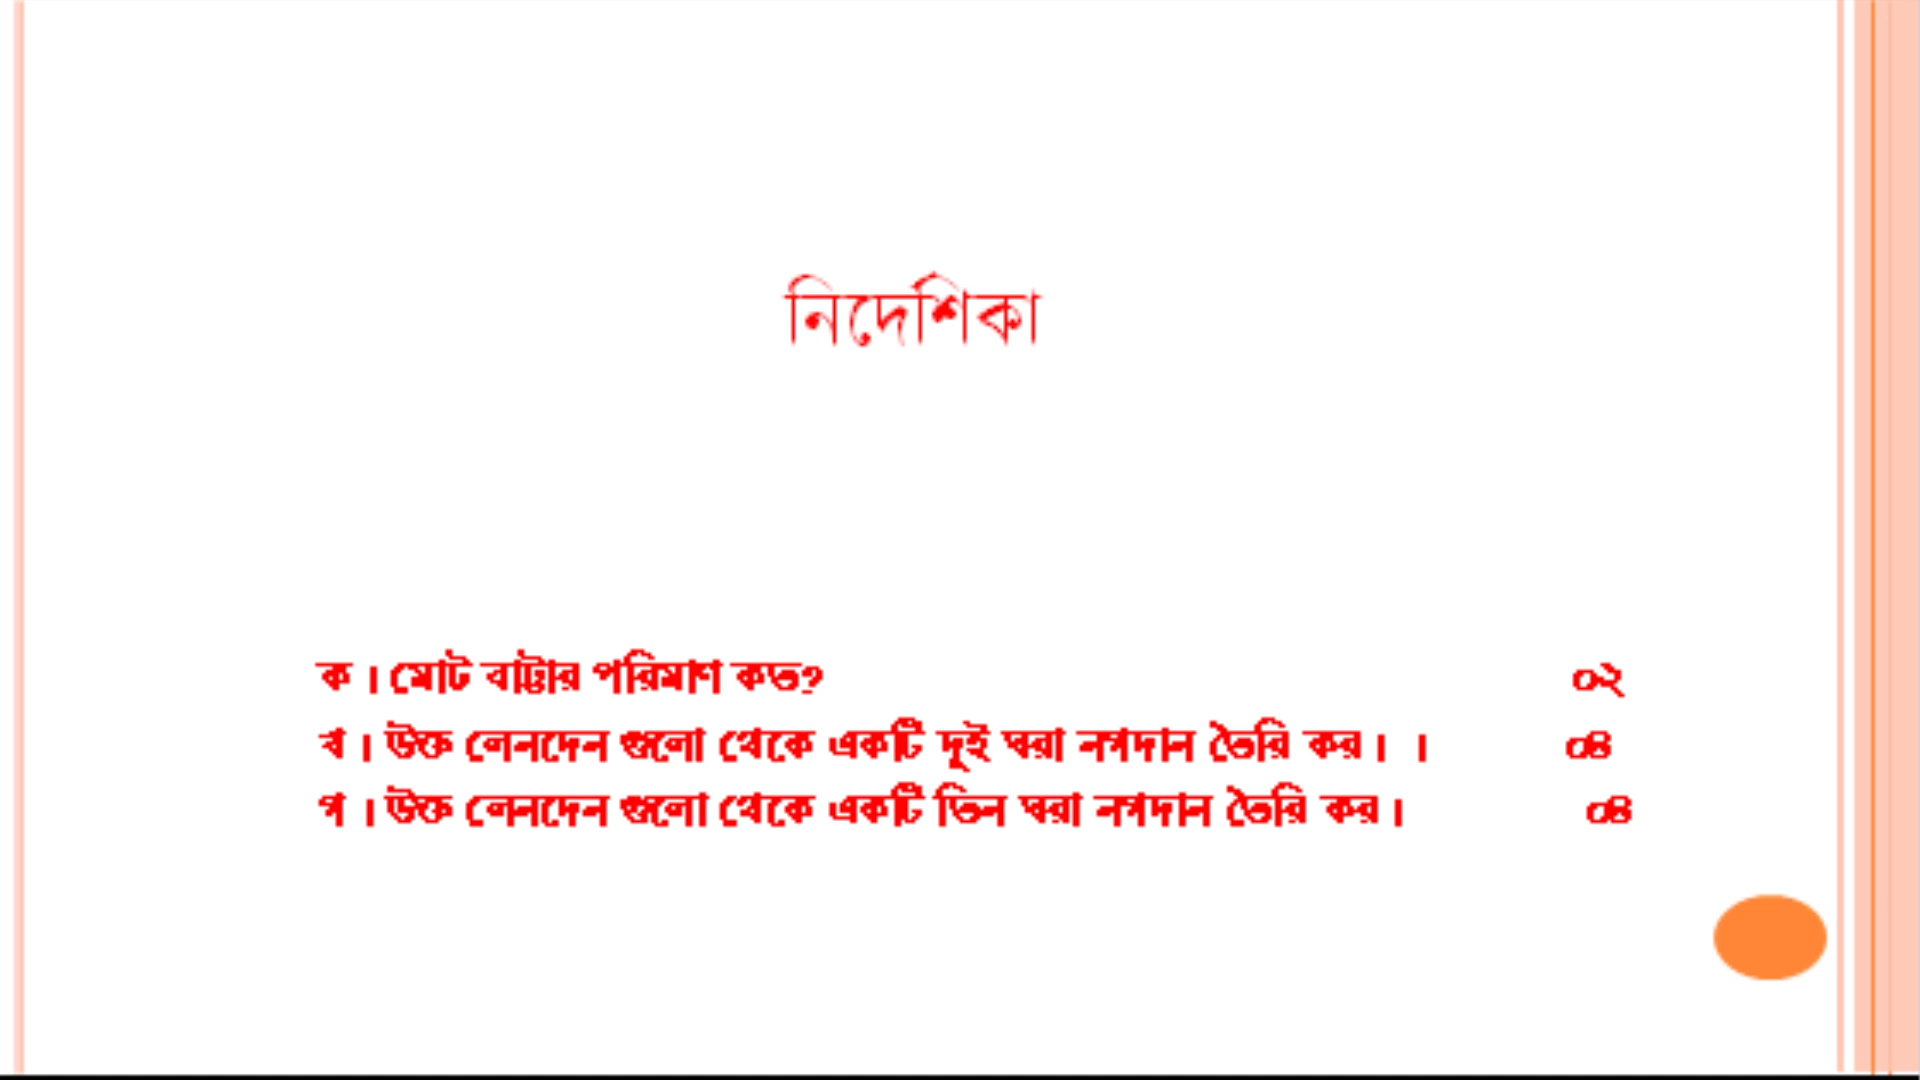 নিদেশিকা
ক । মোট বাট্টার পরিমাণ কত? ০২
খ । উক্ত লেনদেন গুলো থেকে একটি দুই ঘরা নগদান তৈরি কর। । ০৪
গ । উক্ত লেনদেন গুলো থেকে একটি তিন ঘরা নগদান তৈরি কর। ০৪